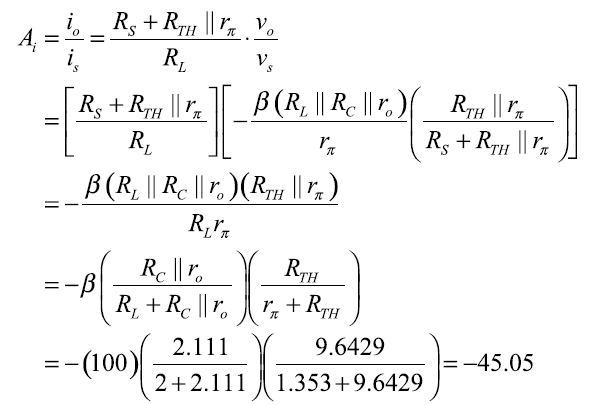 A_i = i_o/i_s = (R_S + R_TH || r_π)/R_L · v_o/v_s
= [(R_S + R_TH || r_π)/R_L][-β(R_L || R_C || r_o)/r_π ((R_TH || r_π)/(R_S + R_TH || r_π))]
= -β(R_L || R_C || r_o)(R_TH || r_π)/(R_L r_π)
= -β((R_C || r_o)/(R_L + R_C || r_o))(R_TH/(r_π + R_TH))
= -(100)(2.111/(2+2.111))(9.6429/(1.353+9.6429)) = -45.05